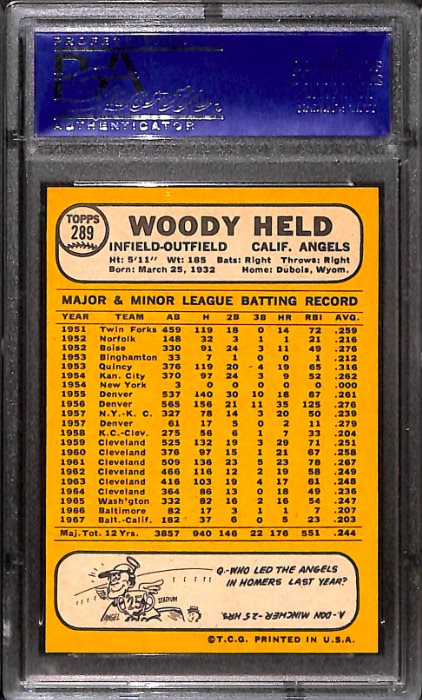 PSA
AUTHENTICATOR
TOPPS
289
WOODY HELD
INFIELD-OUTFIELD CALIF. ANGELS
Ht: 5'11" Wt: 185 Bats: Right Throws: Right
Born: March 25, 1932 Home: Dubois, Wyom.
MAJOR & MINOR LEAGUE BATTING RECORD
YEAR TEAM AB H 2B 3B HR RBI AVG.
1951 Twin Forks 459 119 18 0 14 72 .259
1952 Norfolk 148 32 3 1 1 21 .216
1952 Boise 330 91 24 3 11 49 .276
1953 Binghamton 33 7 1 0 0 1 .212
1953 Quincy 376 119 20 4 19 65 .316
1954 Kan. City 370 97 24 3 9 52 .262
1954 New York 3 0 0 0 0 0 .000
1955 Denver 537 140 30 10 18 87 .261
1956 Denver 565 156 21 11 35 125 .276
1957 N.Y.-K. C. 327 78 14 3 20 50 .239
1957 Denver 61 17 5 0 2 11 .279
1958 K.C.-Clev. 275 56 6 1 7 33 .204
1959 Cleveland 525 132 19 3 29 71 .251
1960 Cleveland 376 97 15 1 21 67 .258
1961 Cleveland 509 136 23 5 23 78 .267
1962 Cleveland 466 116 12 2 19 58 .249
1963 Cleveland 416 103 19 4 17 61 .248
1964 Cleveland 364 86 13 0 18 49 .236
1965 Wash'gton 332 82 16 2 16 54 .247
1966 Baltimore 82 17 3 1 1 7 .207
1967 Balt.-Calif. 182 37 6 0 5 23 .203
Maj. Tot. 12 Yrs. 3857 940 146 22 176 551 .244
Q.-WHO LED THE ANGELS
IN HOMERS LAST YEAR?
25
ANGEL STADIUM
A.-DON MINCHER-25 HRS.
©T.C.G. PRINTED IN U.S.A.